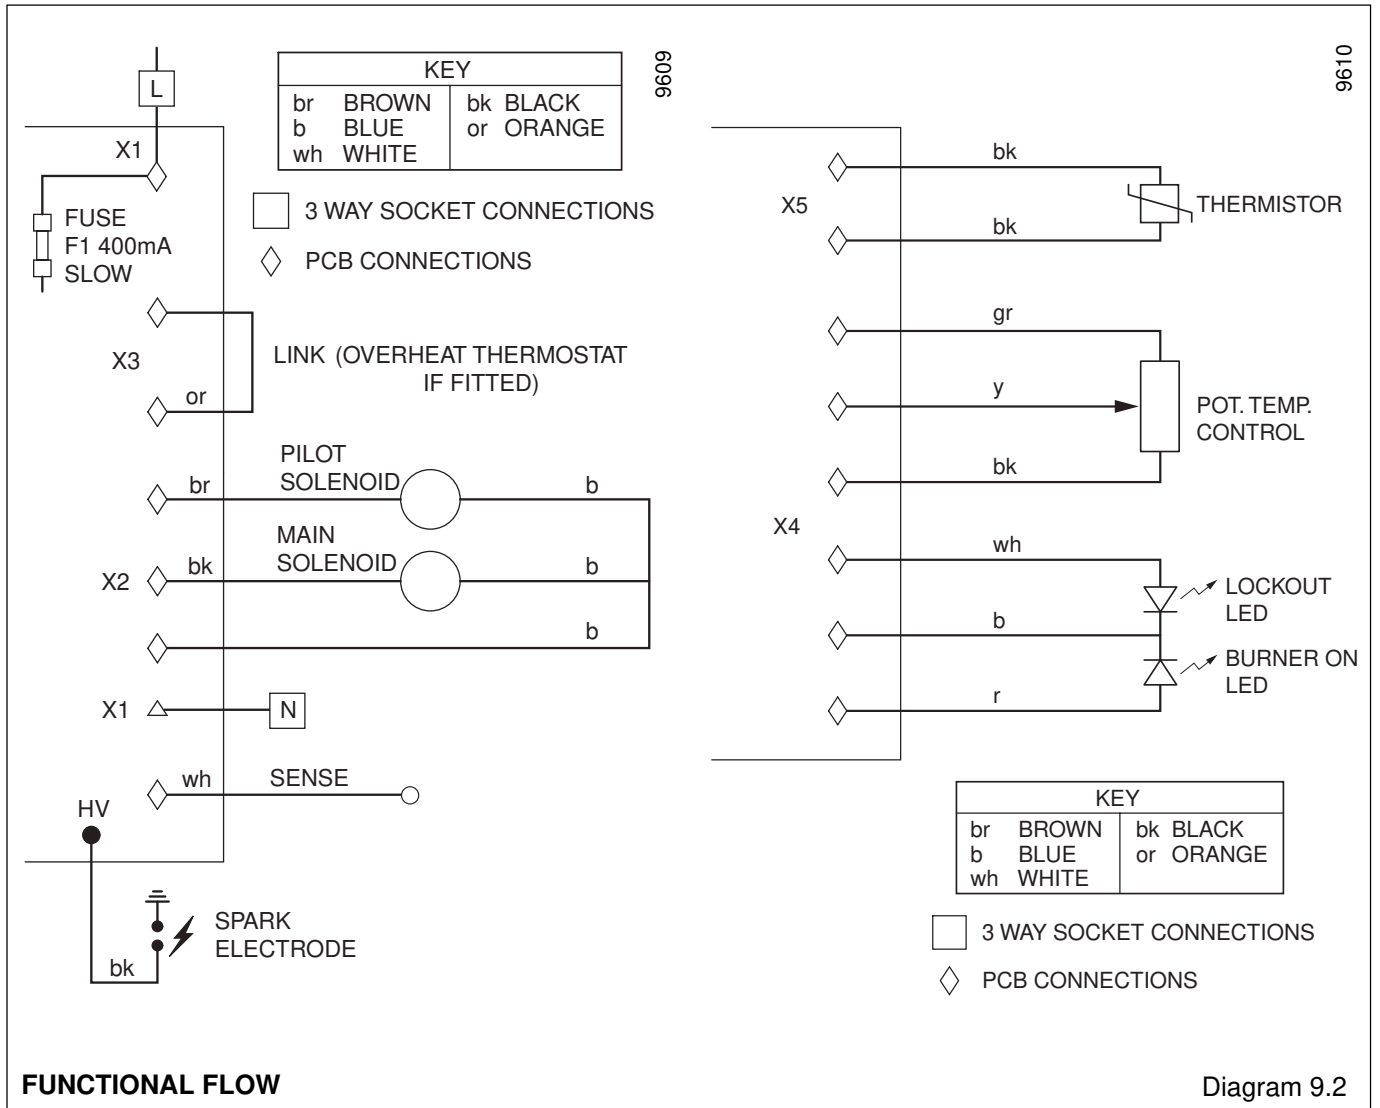 L
X1
FUSE
F1 400mA
SLOW
KEY
br BROWN bk BLACK
b BLUE or ORANGE
wh WHITE
9609
3 WAY SOCKET CONNECTIONS
PCB CONNECTIONS
X3
or
LINK (OVERHEAT THERMOSTAT
IF FITTED)
PILOT
SOLENOID
br
b
MAIN
SOLENOID
X2
bk
b
b
X1
N
wh
SENSE
HV
bk
SPARK
ELECTRODE
9610
X5
bk
bk
THERMISTOR
gr
y
bk
POT. TEMP.
CONTROL
X4
wh
b
r
LOCKOUT
LED
BURNER ON
LED
KEY
br BROWN bk BLACK
b BLUE or ORANGE
wh WHITE
3 WAY SOCKET CONNECTIONS
PCB CONNECTIONS
FUNCTIONAL FLOW
Diagram 9.2